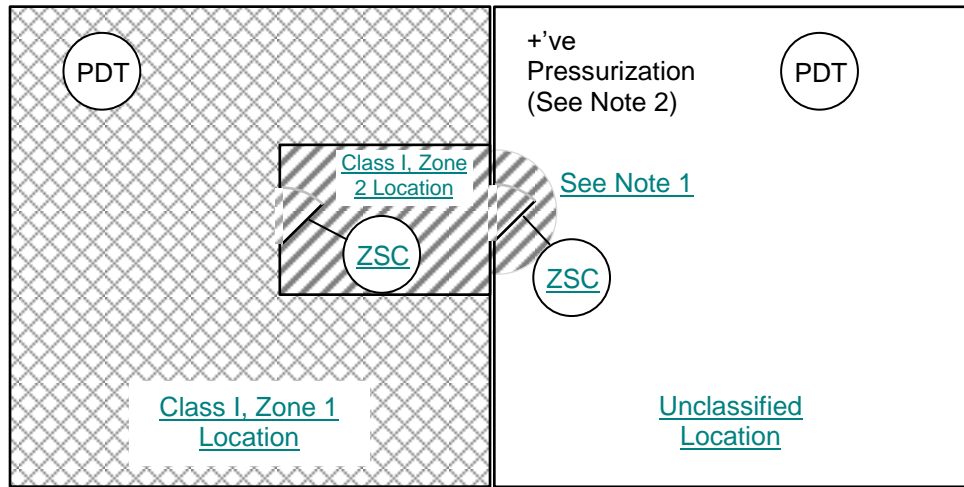 PDT
+'ve
Pressurization
(See Note 2)
PDT
Class I, Zone
2 Location
See Note 1
ZSC
ZSC
Class I, Zone 1
Location
Unclassified
Location